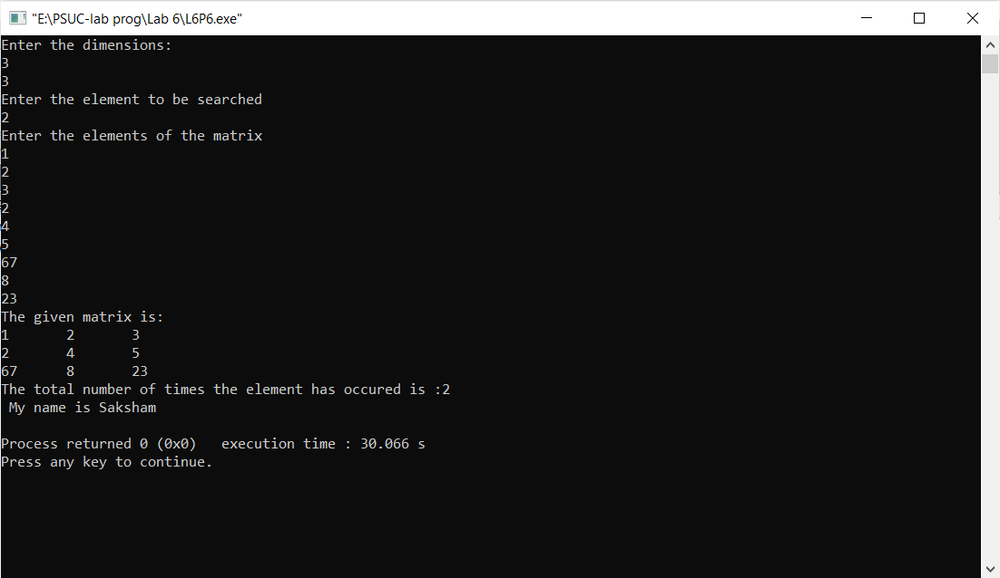 "E:\PSUC-lab prog\Lab 6\L6P6.exe"
Enter the dimensions:
3
3
Enter the element to be searched
2
Enter the elements of the matrix
1
2
3
2
4
5
67
8
23
The given matrix is:
1 2 3
2 4 5
67 8 23
The total number of times the element has occured is :2
My name is Saksham
Process returned 0 (0x0) execution time : 30.066 s
Press any key to continue.